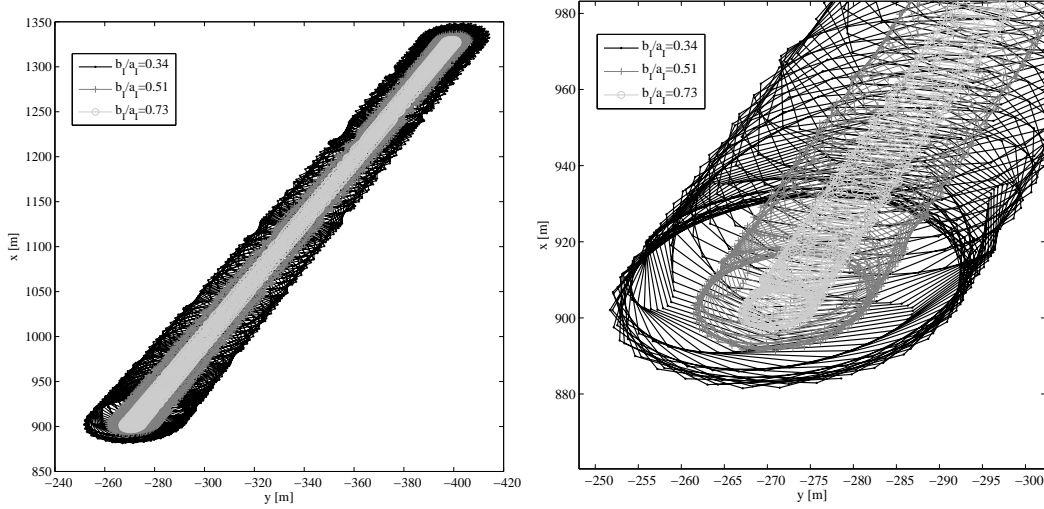 1350
1300
1250
1200
1150
1100
1050
1000
950
900
850
x [m]
−240 −260 −280 −300 −320 −340 −360 −380 −400 −420
y [m]
b_I/a_I=0.34
b_I/a_I=0.51
b_I/a_I=0.73
980
960
940
920
900
880
x [m]
−250 −255 −260 −265 −270 −275 −280 −285 −290 −295 −300
y [m]
b_I/a_I=0.34
b_I/a_I=0.51
b_I/a_I=0.73